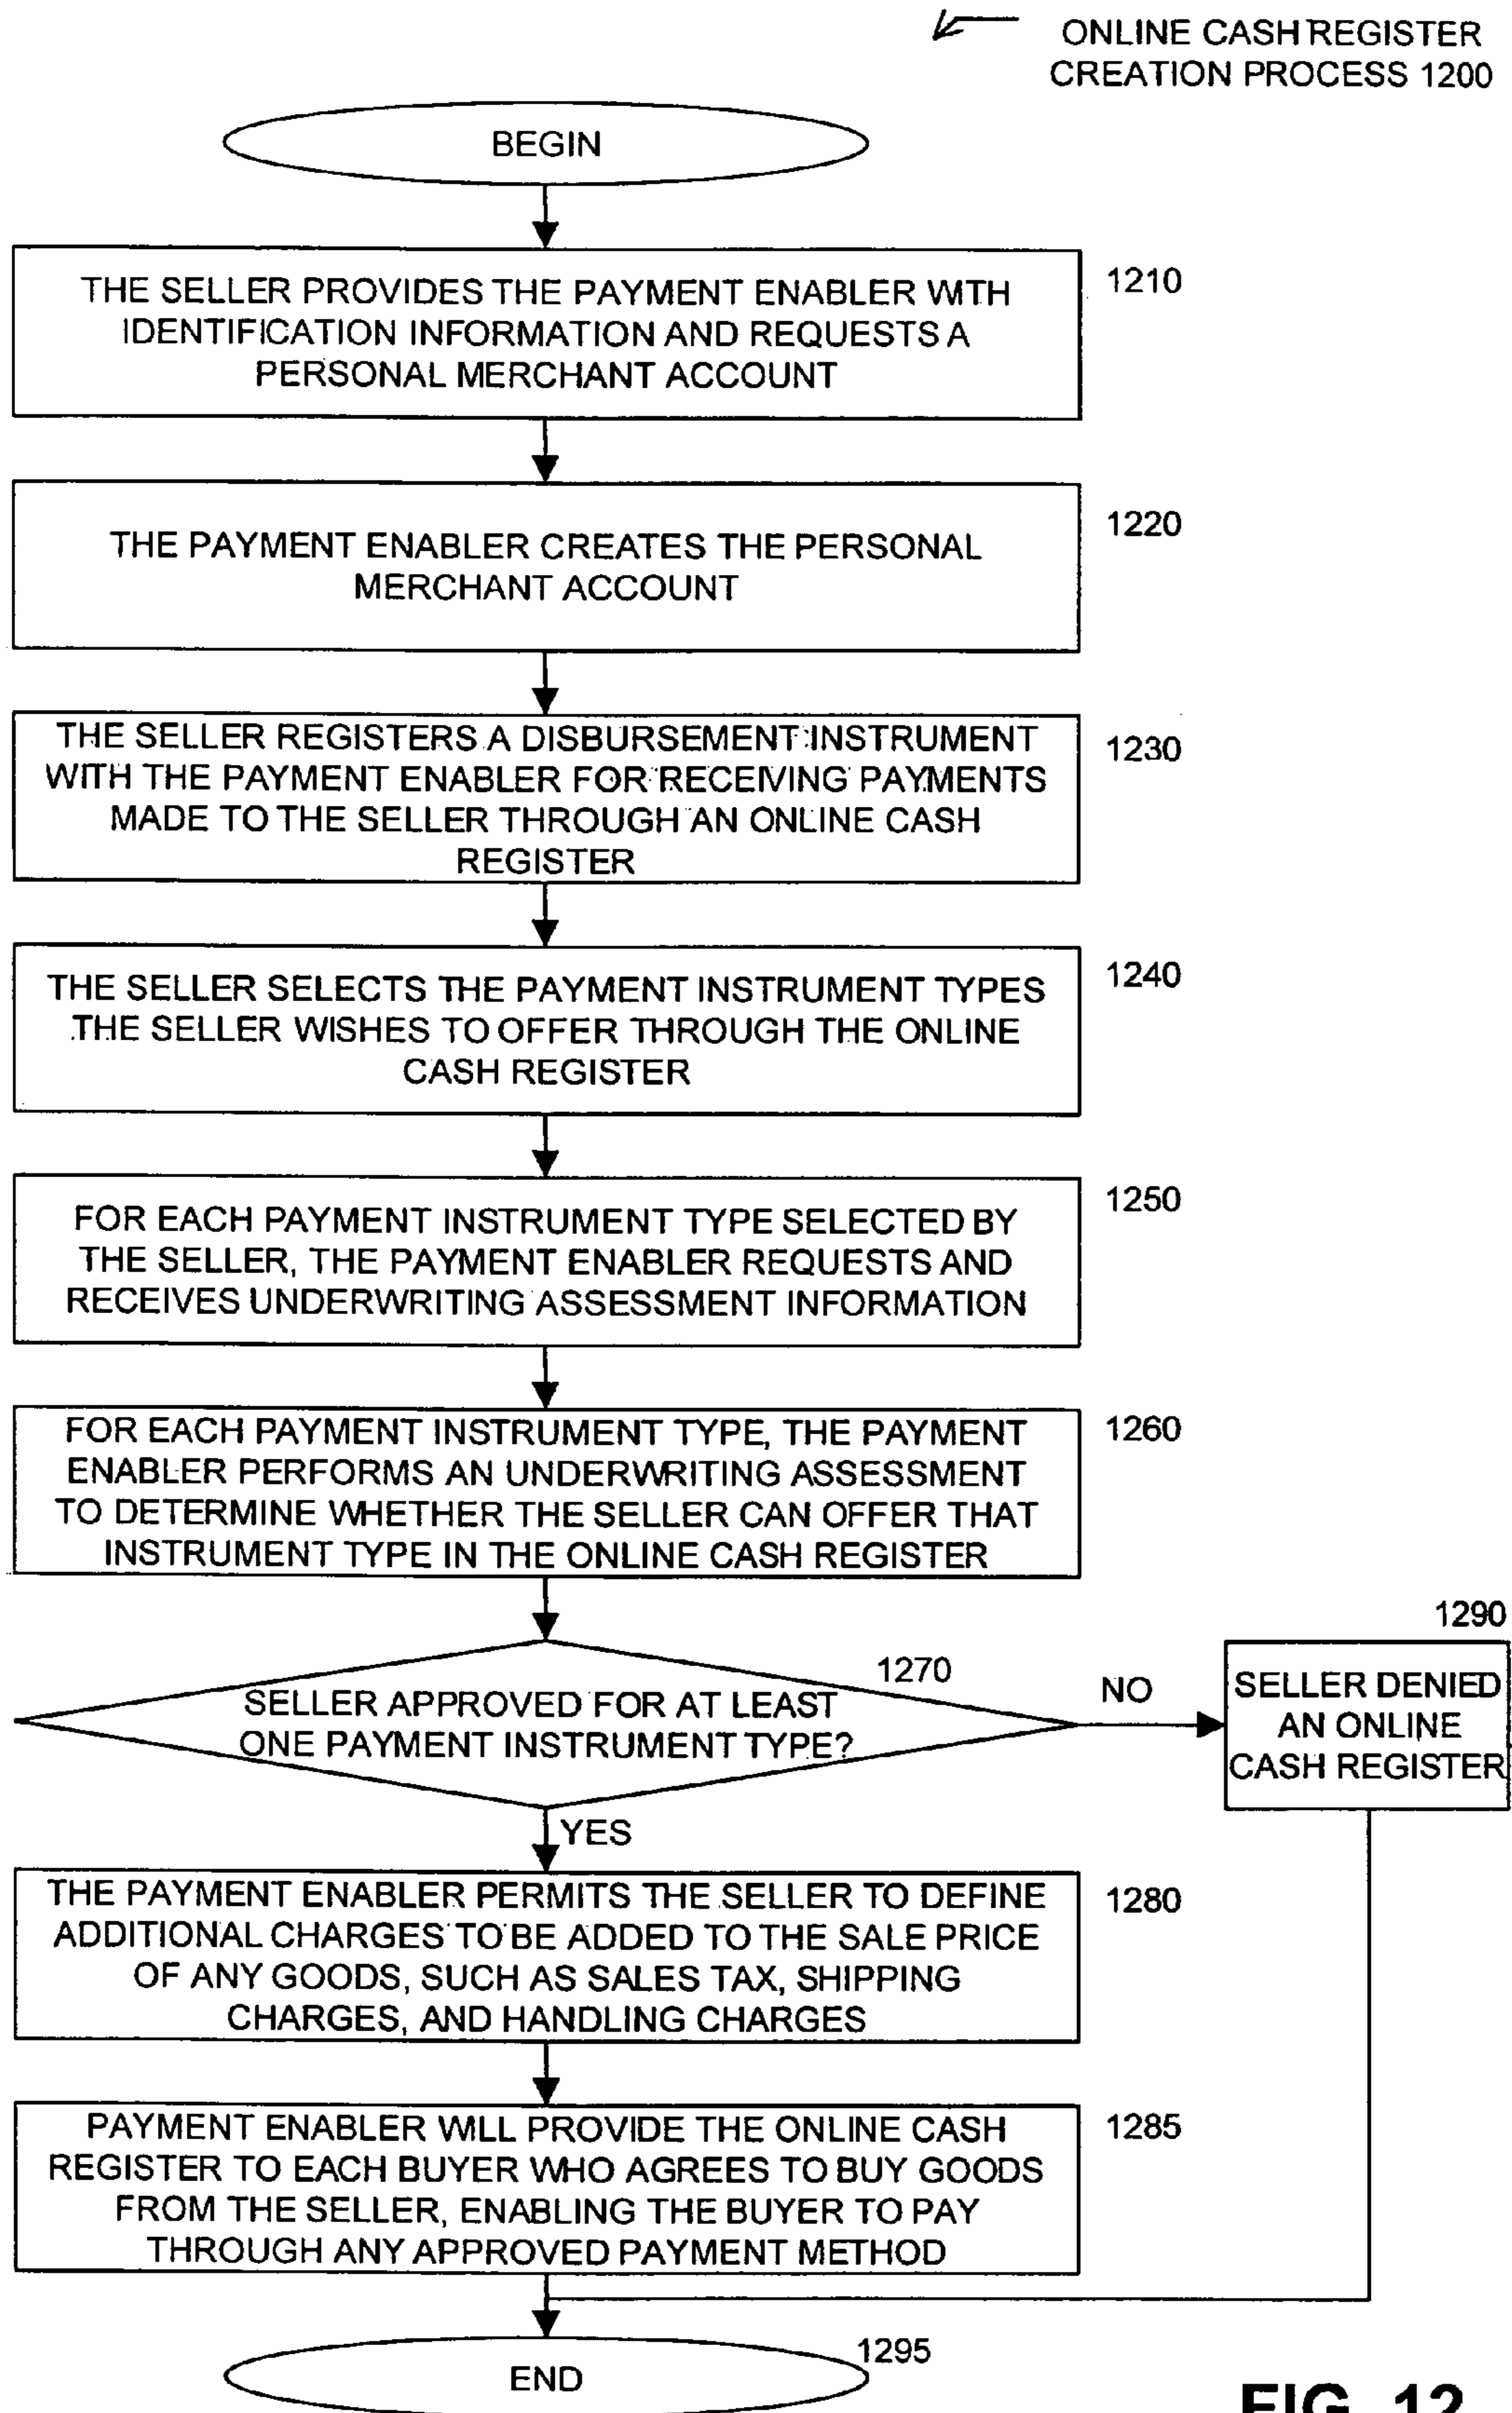 ONLINE CASH REGISTER
CREATION PROCESS 1200
BEGIN
1210
THE SELLER PROVIDES THE PAYMENT ENABLER WITH
IDENTIFICATION INFORMATION AND REQUESTS A
PERSONAL MERCHANT ACCOUNT
1220
THE PAYMENT ENABLER CREATES THE PERSONAL
MERCHANT ACCOUNT
1230
THE SELLER REGISTERS A DISBURSEMENT INSTRUMENT
WITH THE PAYMENT ENABLER FOR RECEIVING PAYMENTS
MADE TO THE SELLER THROUGH AN ONLINE CASH
REGISTER
1240
THE SELLER SELECTS THE PAYMENT INSTRUMENT TYPES
THE SELLER WISHES TO OFFER THROUGH THE ONLINE
CASH REGISTER
1250
FOR EACH PAYMENT INSTRUMENT TYPE SELECTED BY
THE SELLER, THE PAYMENT ENABLER REQUESTS AND
RECEIVES UNDERWRITING ASSESSMENT INFORMATION
1260
FOR EACH PAYMENT INSTRUMENT TYPE, THE PAYMENT
ENABLER PERFORMS AN UNDERWRITING ASSESSMENT
TO DETERMINE WHETHER THE SELLER CAN OFFER THAT
INSTRUMENT TYPE IN THE ONLINE CASH REGISTER
1270
SELLER APPROVED FOR AT LEAST
ONE PAYMENT INSTRUMENT TYPE?
NO
1290
SELLER DENIED
AN ONLINE
CASH REGISTER
YES
1280
THE PAYMENT ENABLER PERMITS THE SELLER TO DEFINE
ADDITIONAL CHARGES TO BE ADDED TO THE SALE PRICE
OF ANY GOODS, SUCH AS SALES TAX, SHIPPING
CHARGES, AND HANDLING CHARGES
1285
PAYMENT ENABLER WILL PROVIDE THE ONLINE CASH
REGISTER TO EACH BUYER WHO AGREES TO BUY GOODS
FROM THE SELLER, ENABLING THE BUYER TO PAY
THROUGH ANY APPROVED PAYMENT METHOD
1295
END
FIG. 12